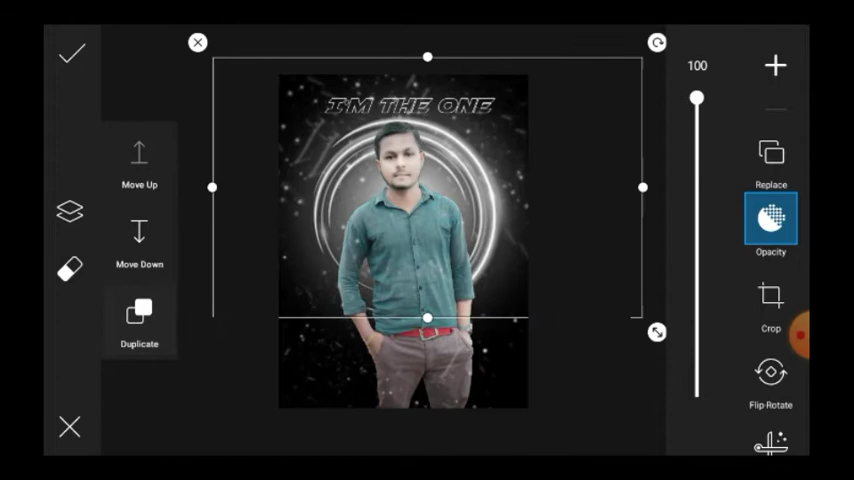 100
I'M THE ONE
Move Up
Replace
Opacity
Move Down
Crop
Duplicate
Flip·Rotate